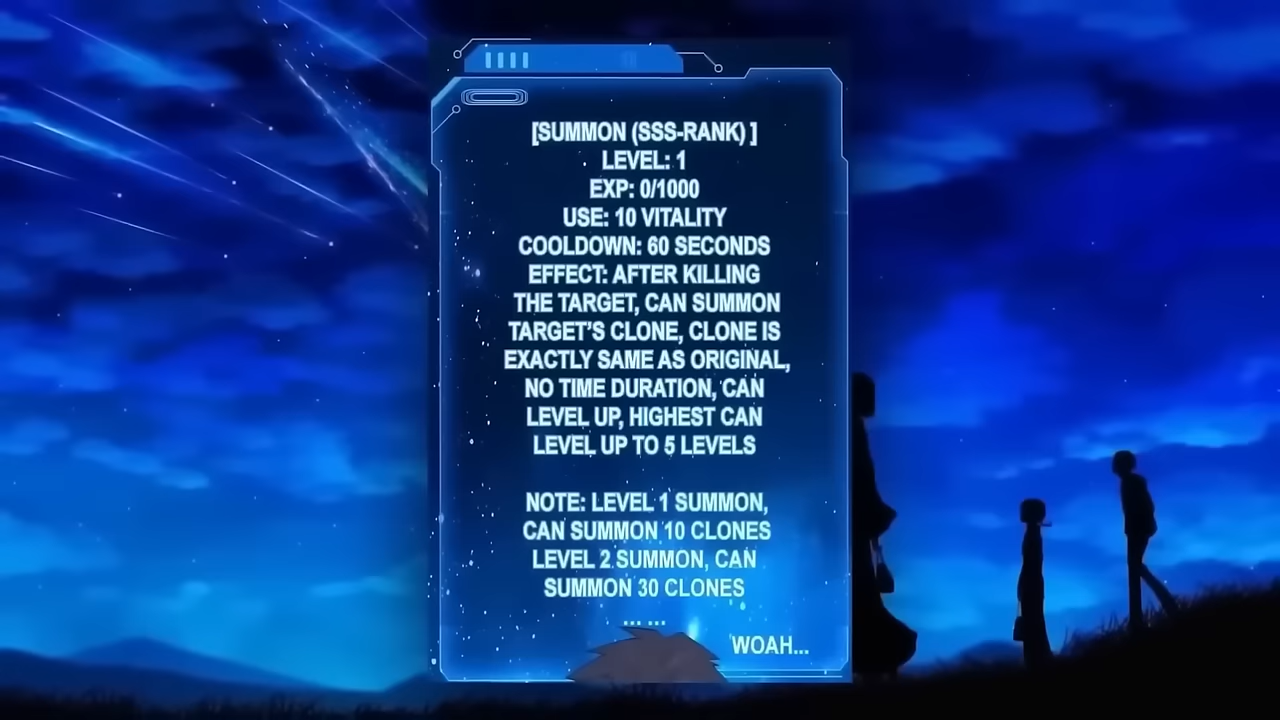 [SUMMON (SSS-RANK) ]
LEVEL: 1
EXP: 0/1000
USE: 10 VITALITY
COOLDOWN: 60 SECONDS
EFFECT: AFTER KILLING
THE TARGET, CAN SUMMON
TARGET'S CLONE, CLONE IS
EXACTLY SAME AS ORIGINAL,
NO TIME DURATION, CAN
LEVEL UP, HIGHEST CAN
LEVEL UP TO 5 LEVELS
NOTE: LEVEL 1 SUMMON,
CAN SUMMON 10 CLONES
LEVEL 2 SUMMON, CAN
SUMMON 30 CLONES
... ...
WOAH...